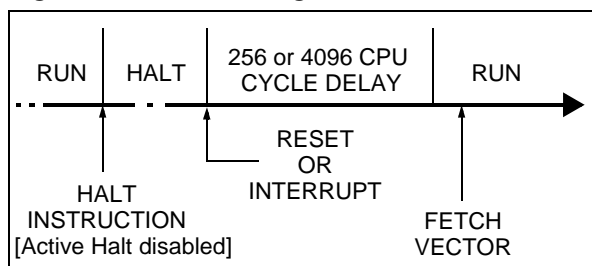 RUN
HALT
256 or 4096 CPU
CYCLE DELAY
RUN
RESET
OR
INTERRUPT
HALT
INSTRUCTION
[Active Halt disabled]
FETCH
VECTOR